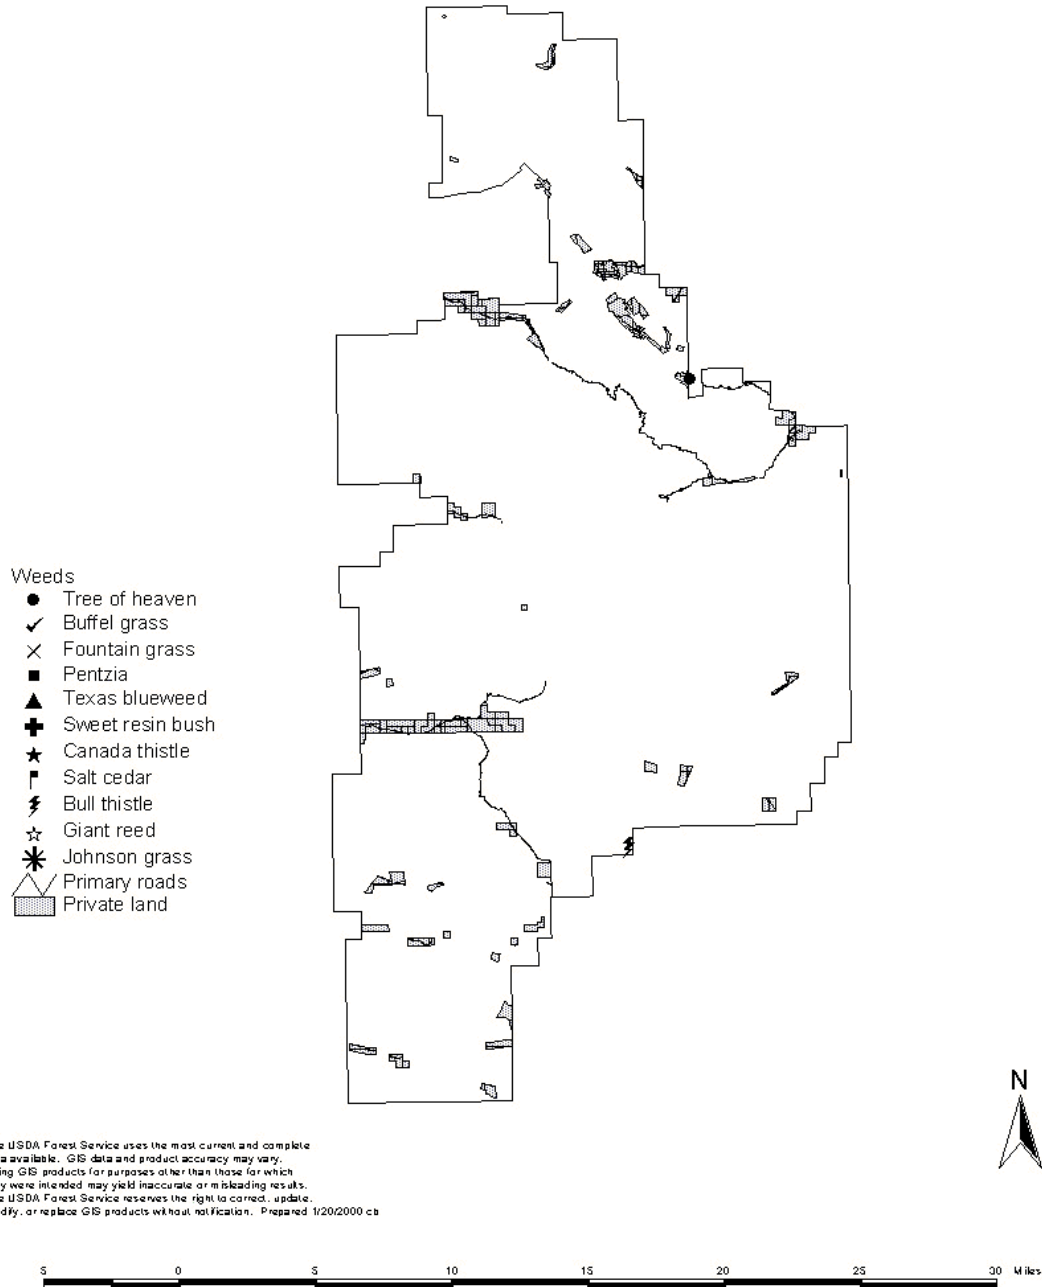 Weeds
Tree of heaven
Buffel grass
Fountain grass
Pentzia
Texas blueweed
Sweet resin bush
Canada thistle
Salt cedar
Bull thistle
Giant reed
Johnson grass
Primary roads
Private land
N
e USDA Forest Service uses the most current and complete
a available. GIS data and product accuracy may vary.
ing GIS products for purposes other than those for which
y were intended may yield inaccurate or misleading results.
e USDA Forest Service reserves the right to correct, update,
dify, or replace GIS products without notification. Prepared 1/20/2000 cb
5 0 5 10 15 20 25 30 Miles